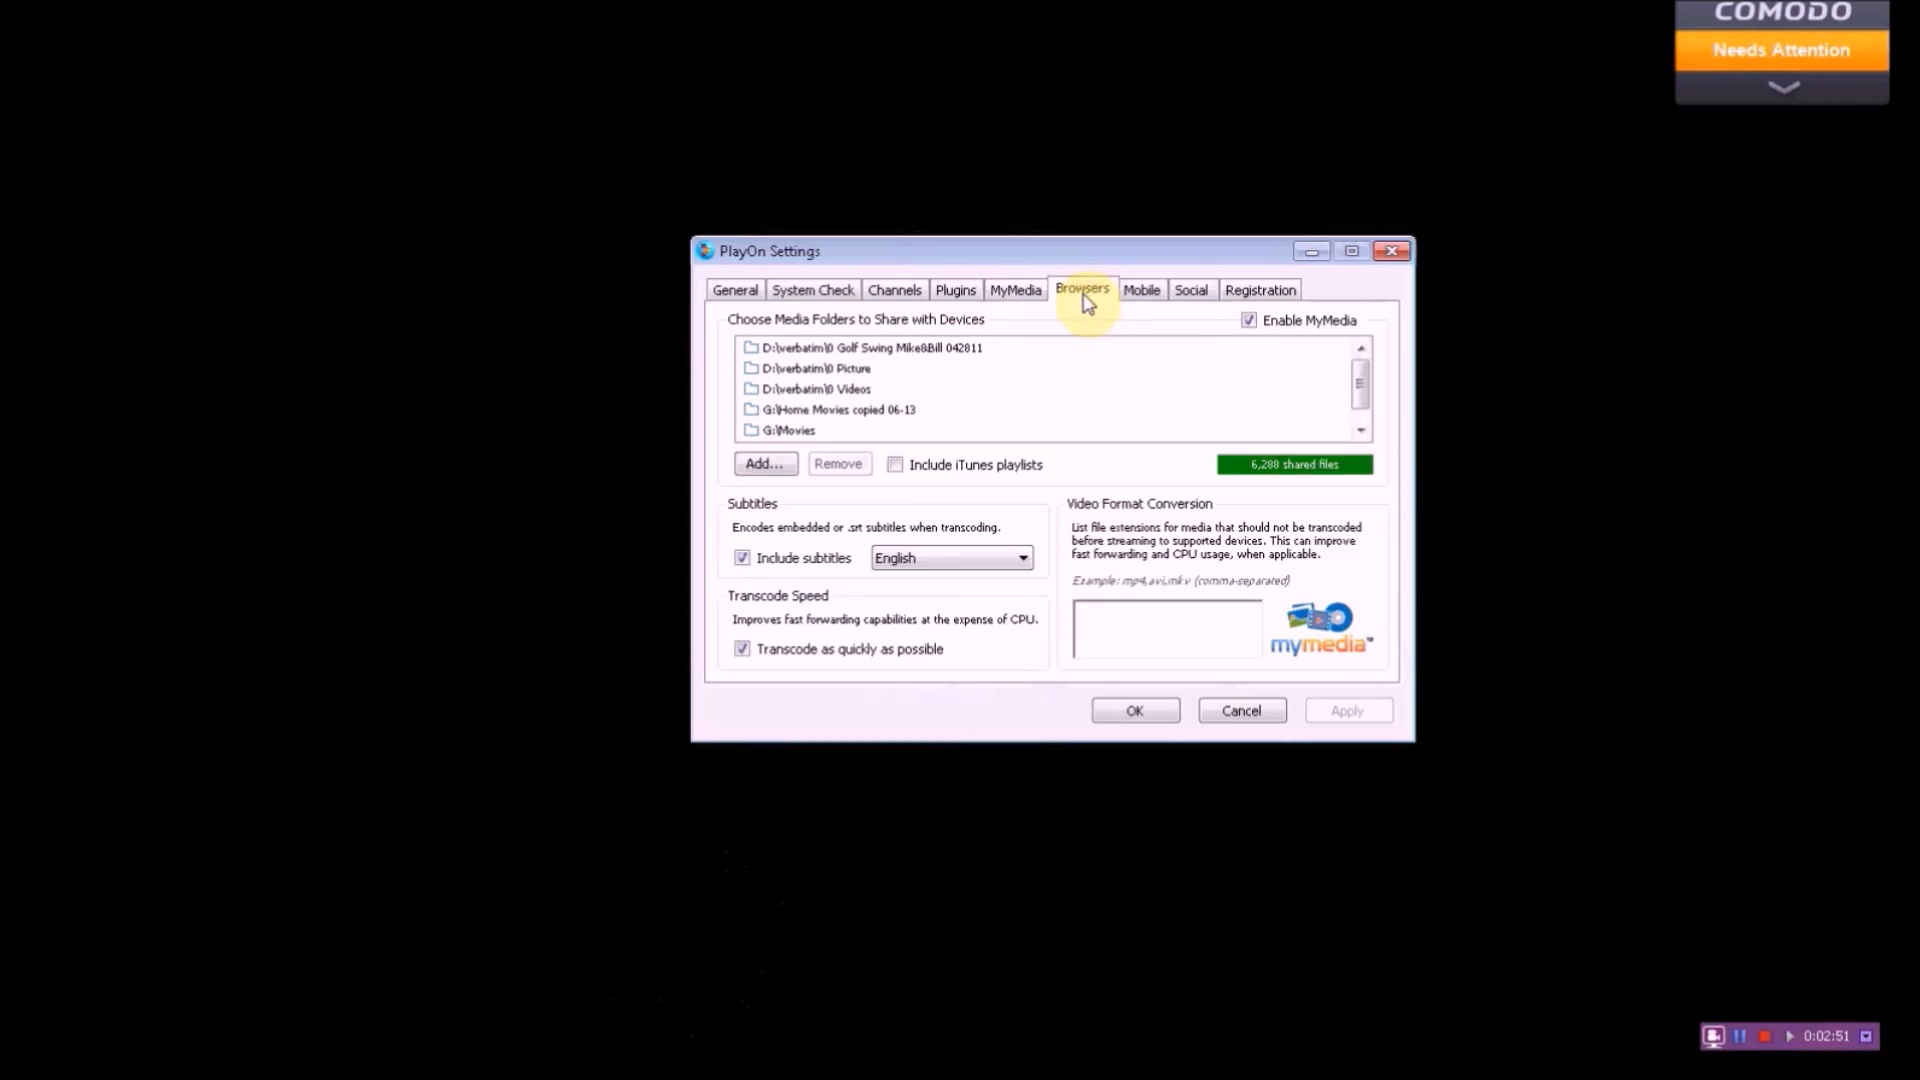 COMODO
Needs Attention
PlayOn Settings
General System Check Channels Plugins MyMedia Browsers Mobile Social Registration
Choose Media Folders to Share with Devices
Enable MyMedia
D:\verbatim\0 Golf Swing Mike&Bill 042811
D:\verbatim\0 Picture
D:\verbatim\0 Videos
G:\Home Movies copied 06-13
G:\Movies
Add... Remove Include iTunes playlists 6,288 shared files
Subtitles
Encodes embedded or .srt subtitles when transcoding.
Include subtitles English
Transcode Speed
Improves fast forwarding capabilities at the expense of CPU.
Transcode as quickly as possible
Video Format Conversion
List file extensions for media that should not be transcoded
before streaming to supported devices. This can improve
fast forwarding and CPU usage, when applicable.
Example: mp4,avi,mkv (comma-separated)
mymedia™
OK Cancel Apply
0:02:51